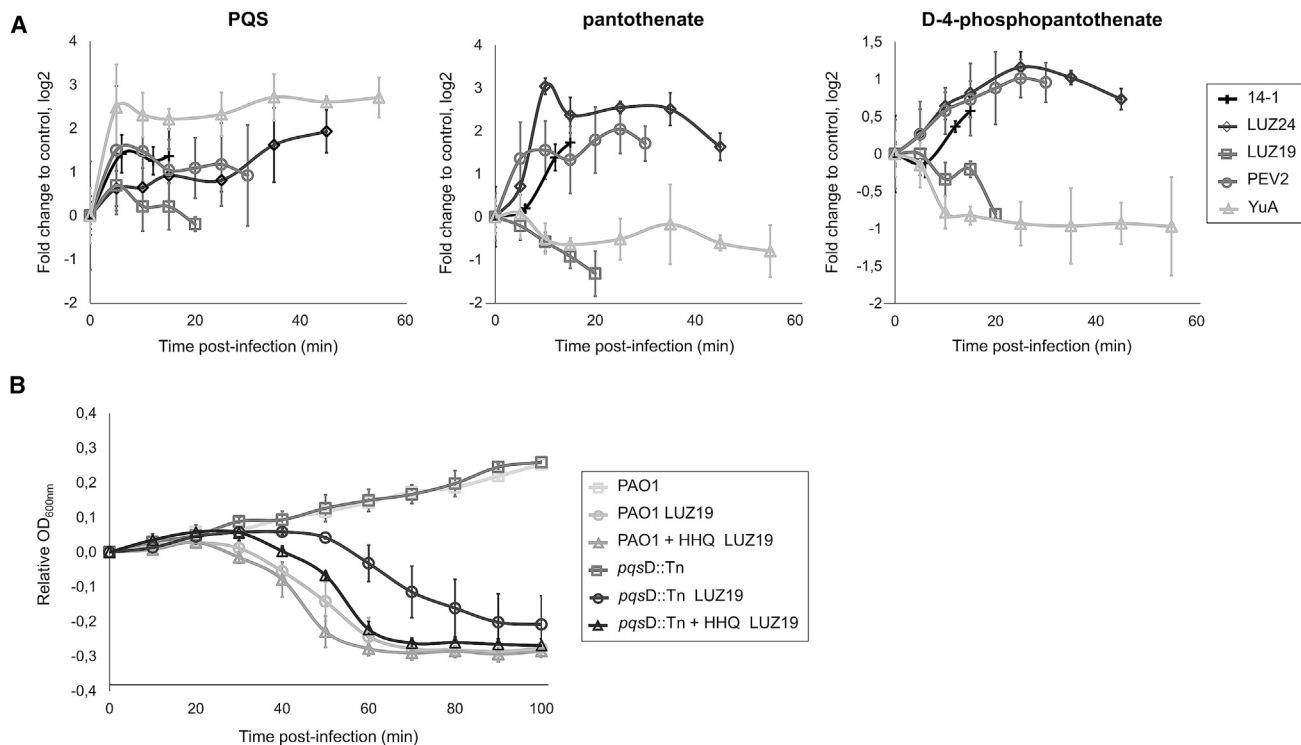 A
PQS
Fold change to control, log2
4
3
2
1
0
-1
-2
0
20
40
60
Time post-infection (min)
pantothenate
Fold change to control, log2
4
3
2
1
0
-1
-2
0
20
40
60
Time post-infection (min)
D-4-phosphopantothenate
Fold change to control, log2
1,5
1
0,5
0
-0,5
-1
-1,5
-2
0
20
40
60
Time post-infection (min)
14-1
LUZ24
LUZ19
PEV2
YuA
B
Relative OD600nm
0,4
0,3
0,2
0,1
0,0
-0,1
-0,2
-0,3
-0,4
0
20
40
60
80
100
Time post-infection (min)
PAO1
PAO1 LUZ19
PAO1 + HHQ LUZ19
pqsD::Tn
pqsD::Tn LUZ19
pqsD::Tn + HHQ LUZ19